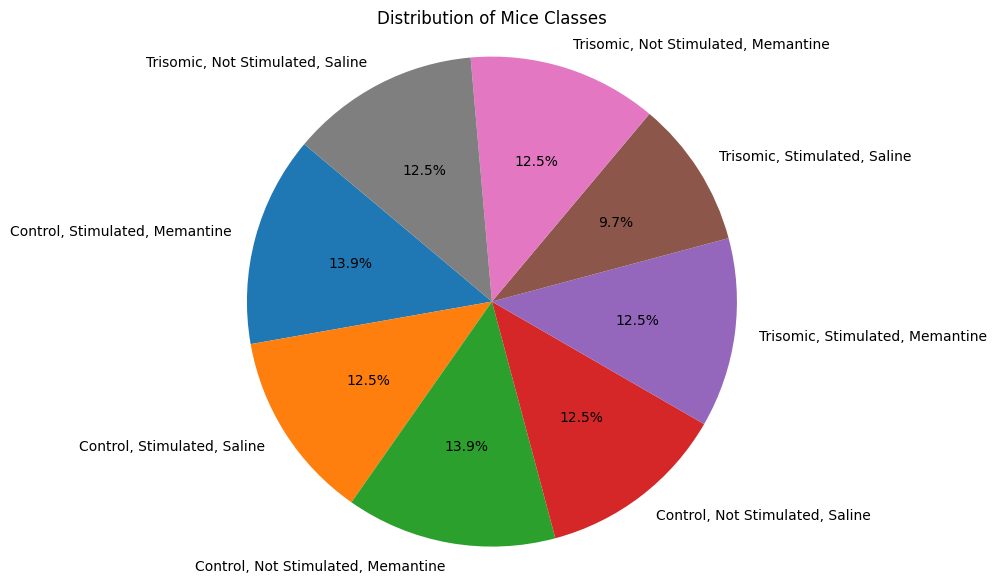 Distribution of Mice Classes
Trisomic, Not Stimulated, Memantine
Trisomic, Not Stimulated, Saline
Trisomic, Stimulated, Saline
12.5%
12.5%
9.7%
Control, Stimulated, Memantine
13.9%
12.5%
Trisomic, Stimulated, Memantine
12.5%
12.5%
Control, Stimulated, Saline
13.9%
Control, Not Stimulated, Saline
Control, Not Stimulated, Memantine